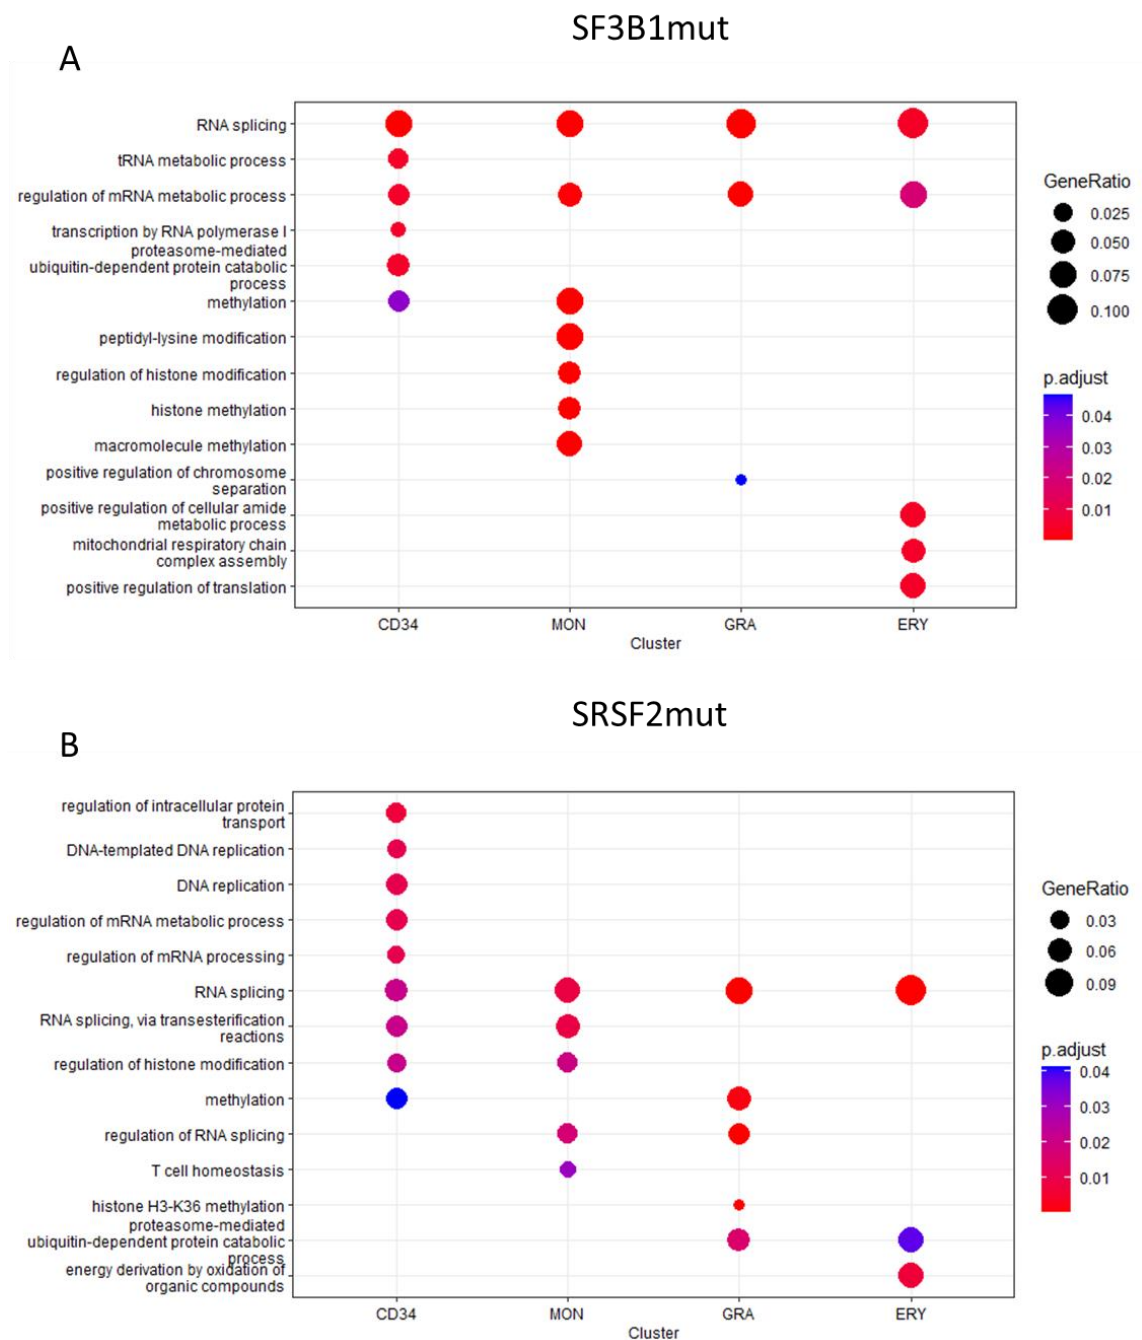 SF3B1mut
A
RNA splicing
tRNA metabolic process
regulation of mRNA metabolic process
transcription by RNA polymerase I
proteasome-mediated
ubiquitin-dependent protein catabolic
process
methylation
peptidyl-lysine modification
regulation of histone modification
histone methylation
macromolecule methylation
positive regulation of chromosome
separation
positive regulation of cellular amide
metabolic process
mitochondrial respiratory chain
complex assembly
positive regulation of translation
CD34 MON GRA ERY
Cluster
GeneRatio
0.025
0.050
0.075
0.100
p.adjust
0.04
0.03
0.02
0.01
SRSF2mut
B
regulation of intracellular protein
transport
DNA-templated DNA replication
DNA replication
regulation of mRNA metabolic process
regulation of mRNA processing
RNA splicing
RNA splicing, via transesterification
reactions
regulation of histone modification
methylation
regulation of RNA splicing
T cell homeostasis
histone H3-K36 methylation
proteasome-mediated
ubiquitin-dependent protein catabolic
process
energy derivation by oxidation of
organic compounds
CD34 MON GRA ERY
Cluster
GeneRatio
0.03
0.06
0.09
p.adjust
0.04
0.03
0.02
0.01